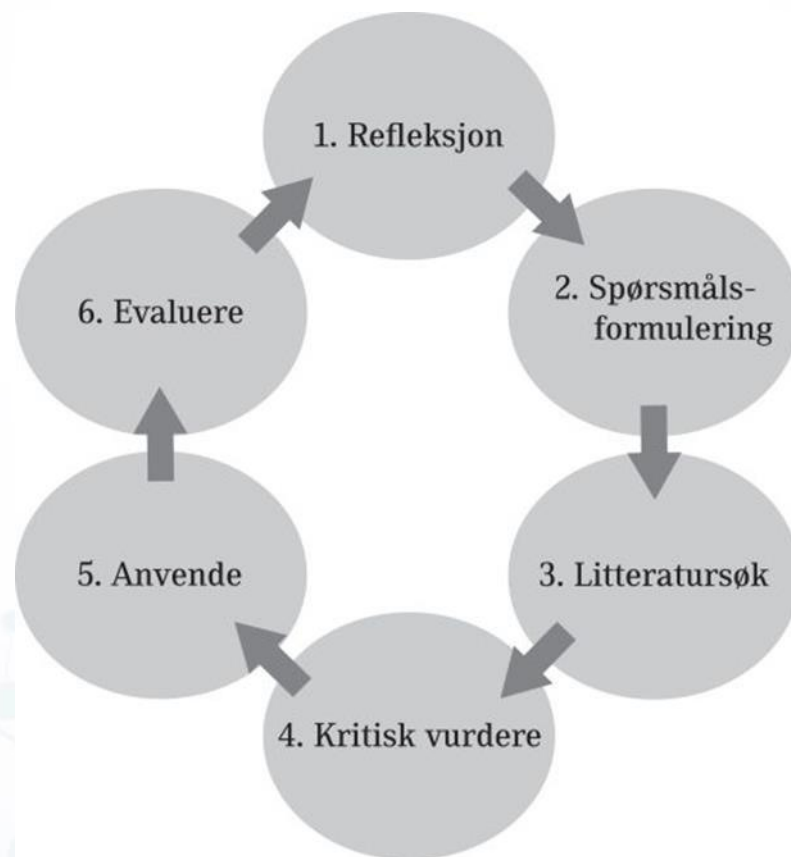 1. Refleksjon
2. Spørsmåls-
formulering
3. Litteratursøk
4. Kritisk vurdere
5. Anvende
6. Evaluere